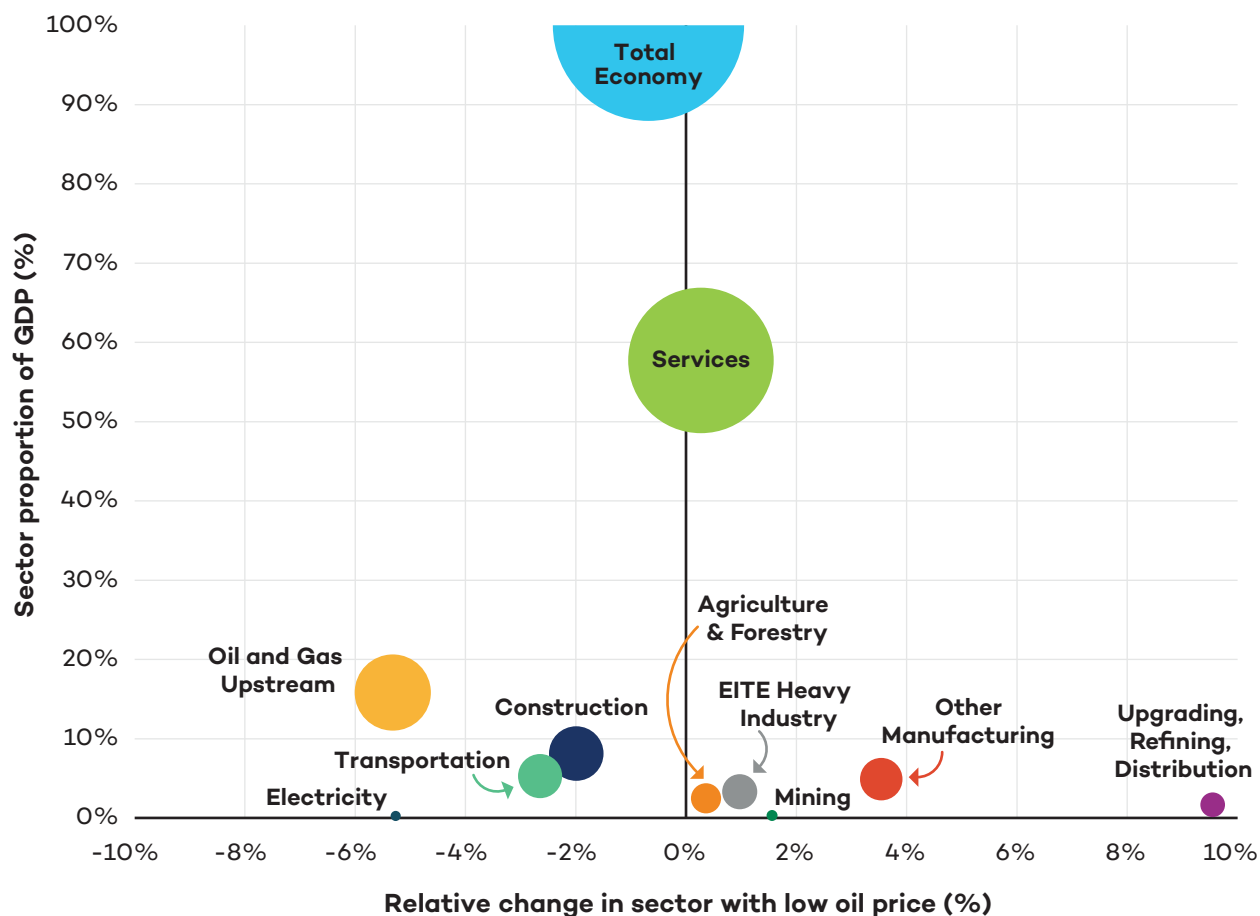 100%
90%
80%
70%
60%
50%
40%
30%
20%
10%
0%
Sector proportion of GDP (%)
Total
Economy
Services
Agriculture
& Forestry
Oil and Gas
Upstream
EITE Heavy
Industry
Construction
Other
Manufacturing
Upgrading,
Refining,
Distribution
Transportation
Electricity
Mining
-10%
-8%
-6%
-4%
-2%
0%
2%
4%
6%
8%
10%
Relative change in sector with low oil price (%)